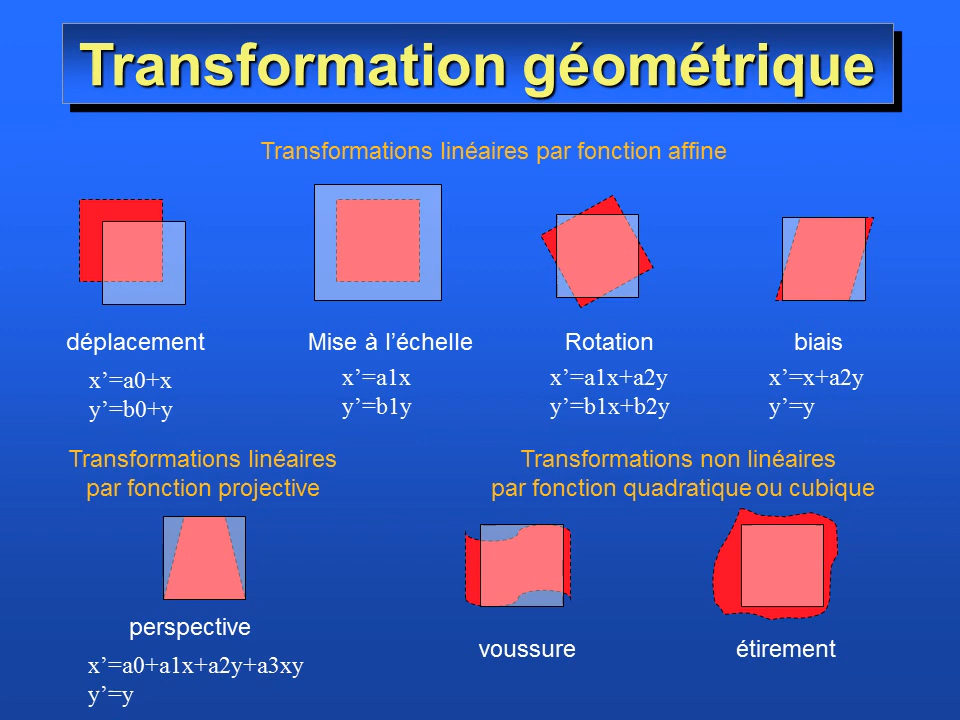 Transformation géométrique
Transformations linéaires par fonction affine
déplacement
x’=a0+x
y’=b0+y
Mise à l’échelle
x’=a1x
y’=b1y
Rotation
x’=a1x+a2y
y’=b1x+b2y
biais
x’=x+a2y
y’=y
Transformations linéaires
par fonction projective
perspective
x’=a0+a1x+a2y+a3xy
y’=y
Transformations non linéaires
par fonction quadratique ou cubique
voussure
étirement